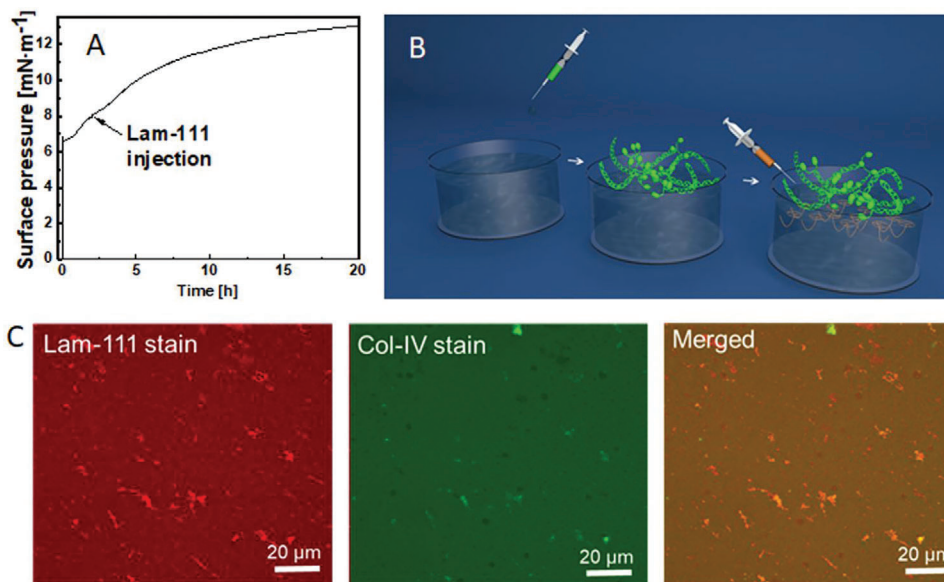 A
Surface pressure [mN·m⁻¹]
12
10
8
6
4
2
0
Lam-111
injection
0
5
10
15
20
Time [h]
B
C
Lam-111 stain
20 µm
Col-IV stain
20 µm
Merged
20 µm